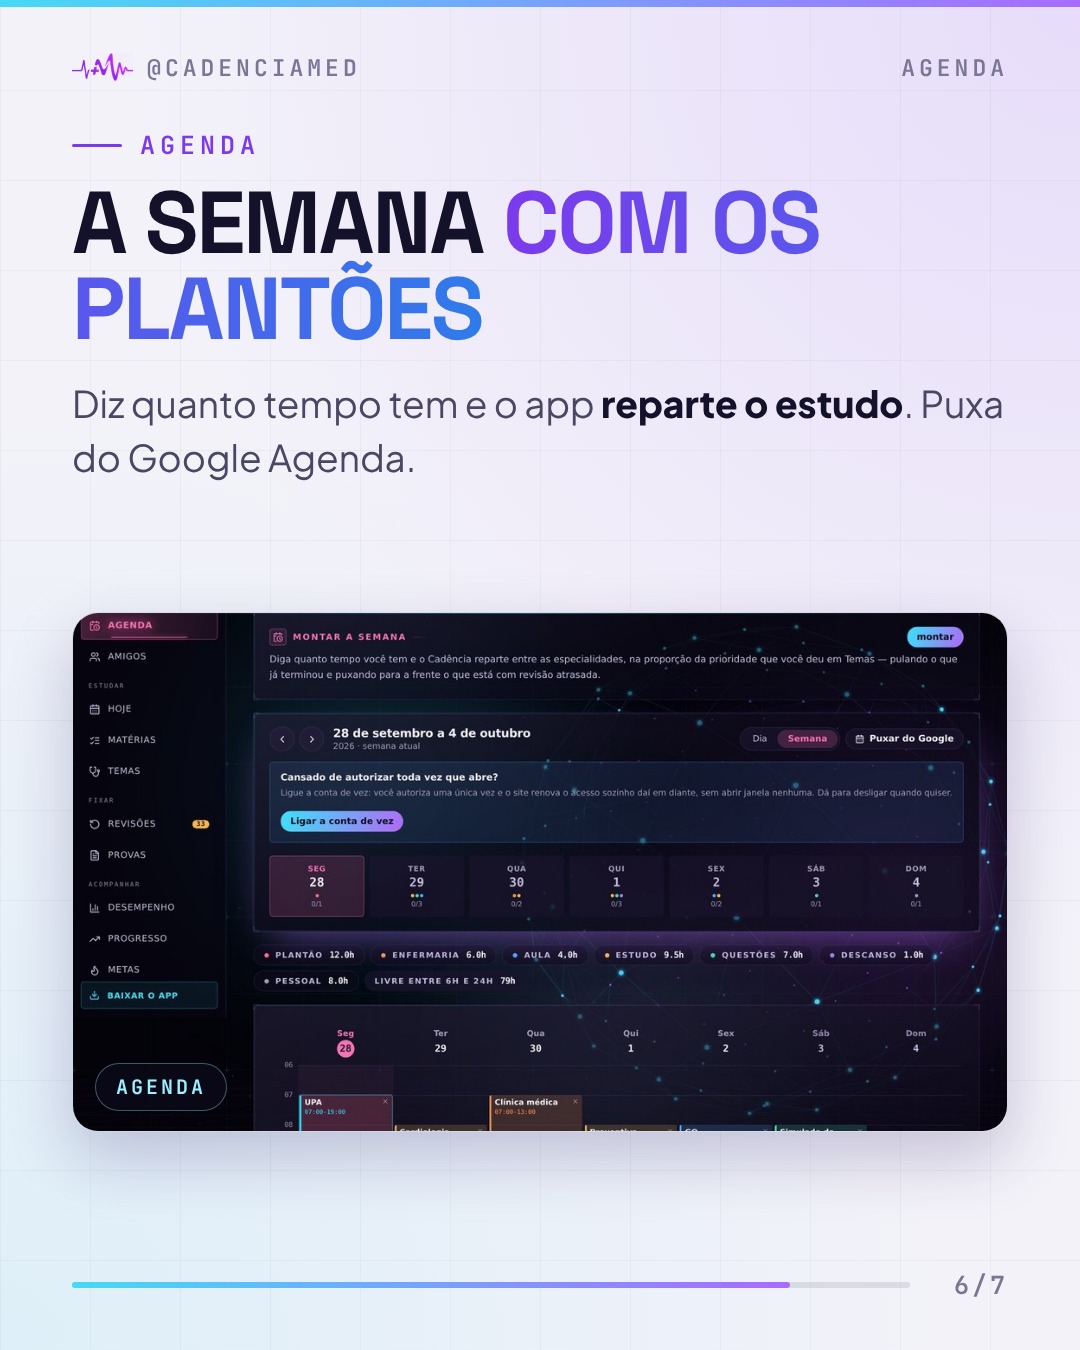 @CADENCIAMED
AGENDA
AGENDA
A SEMANA COM OS
PLANTÕES
Diz quanto tempo tem e o app reparte o estudo. Puxa
do Google Agenda.
AGENDA
AMIGOS
ESTUDAR
HOJE
MATÉRIAS
TEMAS
FIXAR
REVISÕES 33
PROVAS
ACOMPANHAR
DESEMPENHO
PROGRESSO
METAS
BAIXAR O APP
AGENDA
MONTAR A SEMANA
montar
Diga quanto tempo você tem e o Cadência reparte entre as especialidades, na proporção da prioridade que você deu em Temas — pulando o que
já terminou e puxando para a frente o que está com revisão atrasada.
28 de setembro a 4 de outubro
2026 · semana atual
Dia Semana Puxar do Google
Cansado de autorizar toda vez que abre?
Ligue a conta de vez: você autoriza uma única vez e o site renova o acesso sozinho daí em diante, sem abrir janela nenhuma. Dá para desligar quando quiser.
Ligar a conta de vez
SEG TER QUA QUI SEX SÁB DOM
28 29 30 1 2 3 4
0/1 0/3 0/2 0/3 0/2 0/1 0/1
PLANTÃO 12.0h ENFERMARIA 6.0h AULA 4.0h ESTUDO 9.5h QUESTÕES 7.0h DESCANSO 1.0h
PESSOAL 8.0h LIVRE ENTRE 6H E 24H 79h
Seg Ter Qua Qui Sex Sáb Dom
28 29 30 1 2 3 4
06
07
UPA Clínica médica
07:00-19:00 07:00-13:00
08
6/7